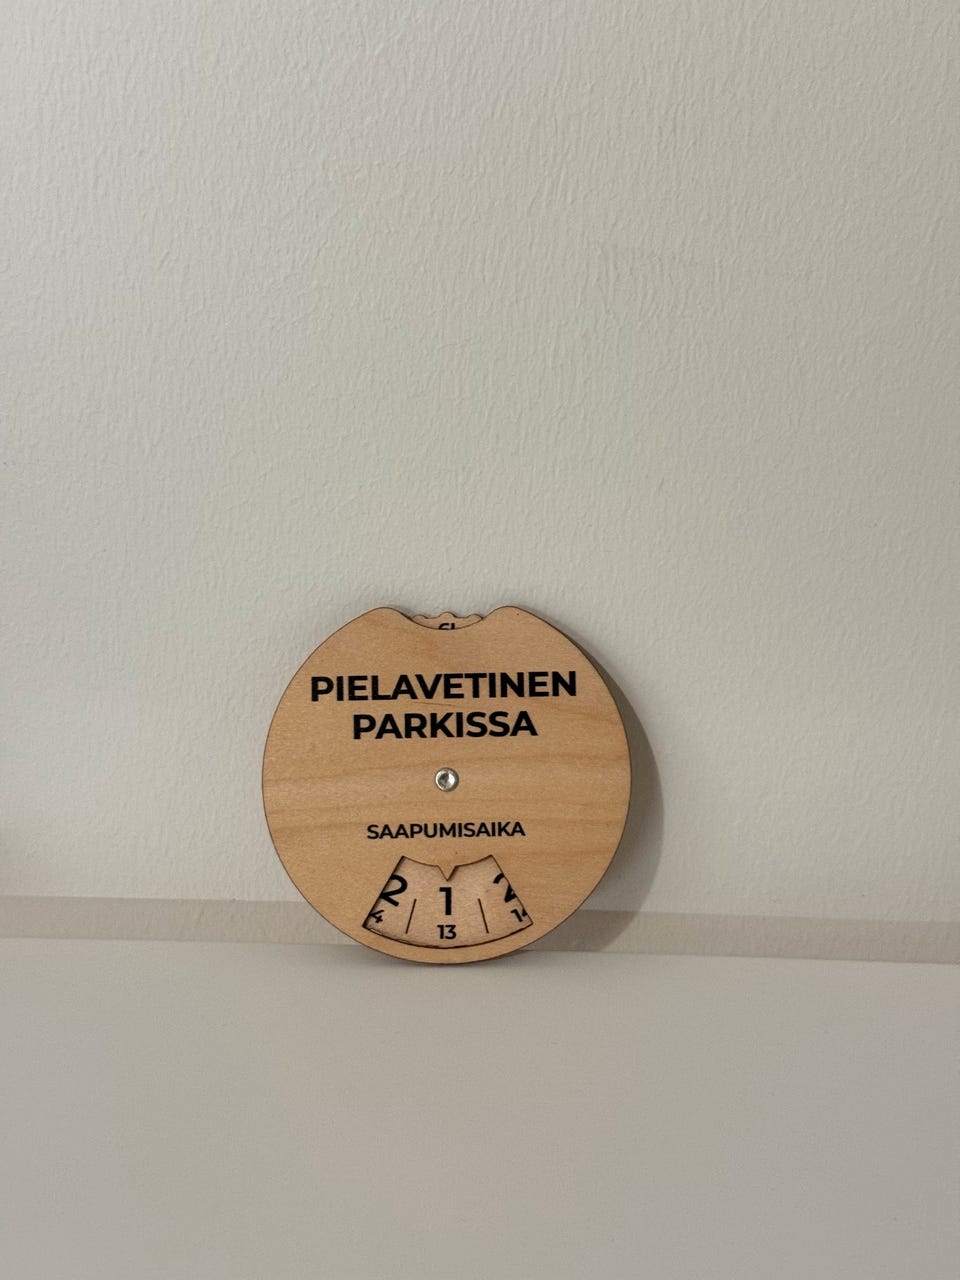 PIELAVETINEN
PARKISSA
SAAPUMISAIKA
2 1 2
13